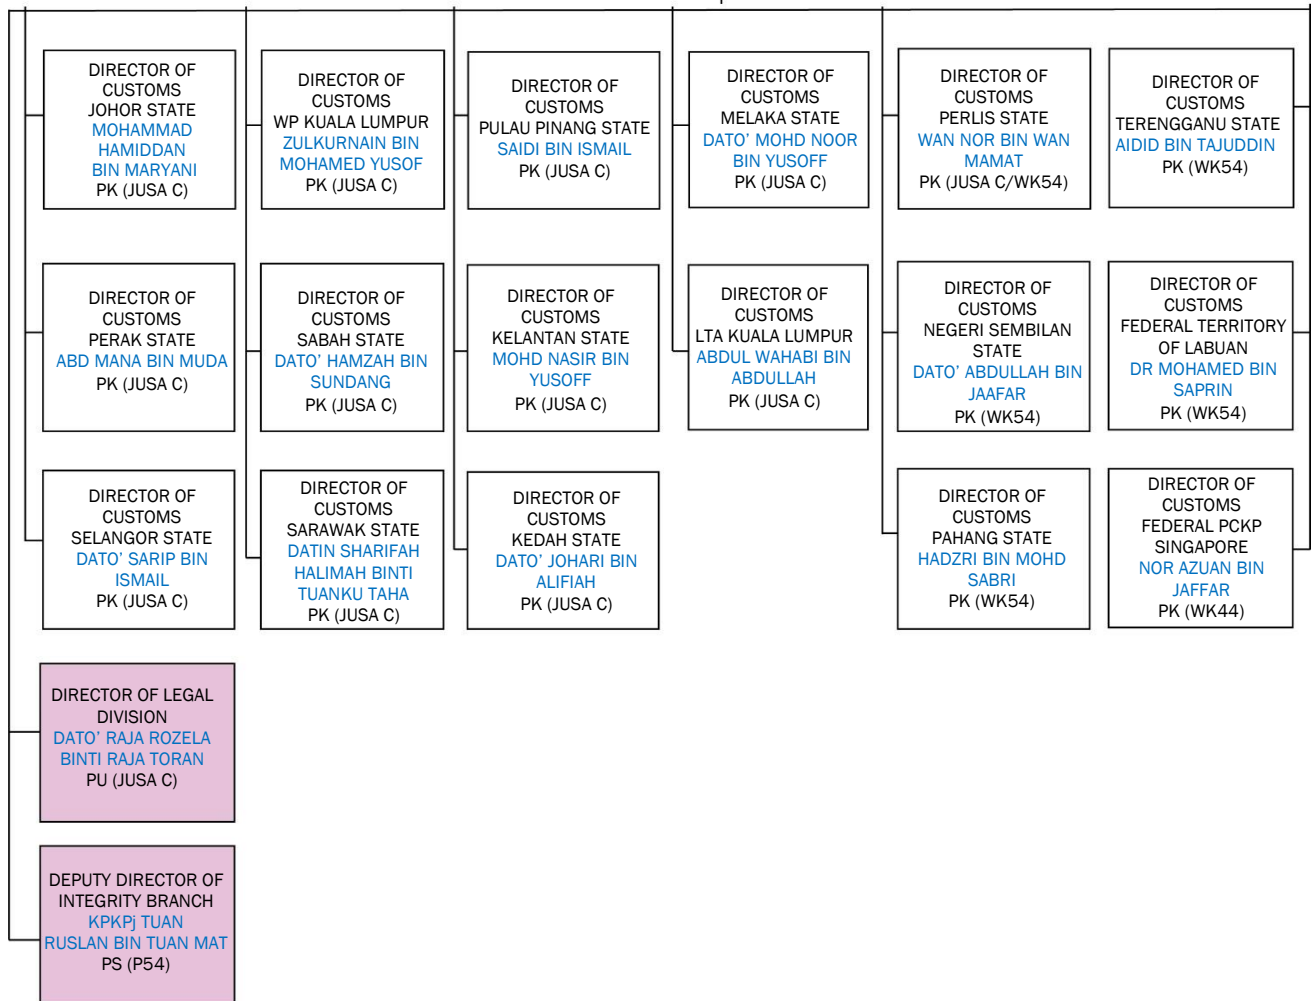 DIRECTOR OF
CUSTOMS
JOHOR STATE
MOHAMMAD
HAMIDDAN
BIN MARYANI
PK (JUSA C)
DIRECTOR OF
CUSTOMS
WP KUALA LUMPUR
ZULKURNAIN BIN
MOHAMED YUSOF
PK (JUSA C)
DIRECTOR OF
CUSTOMS
PULAU PINANG STATE
SAIDI BIN ISMAIL
PK (JUSA C)
DIRECTOR OF
CUSTOMS
MELAKA STATE
DATO' MOHD NOOR
BIN YUSOFF
PK (JUSA C)
DIRECTOR OF
CUSTOMS
PERLIS STATE
WAN NOR BIN WAN
MAMAT
PK (JUSA C/WK54)
DIRECTOR OF
CUSTOMS
TERENGGANU STATE
AIDID BIN TAJUDDIN
PK (WK54)
DIRECTOR OF
CUSTOMS
PERAK STATE
ABD MANA BIN MUDA
PK (JUSA C)
DIRECTOR OF
CUSTOMS
SABAH STATE
DATO' HAMZAH BIN
SUNDANG
PK (JUSA C)
DIRECTOR OF
CUSTOMS
KELANTAN STATE
MOHD NASIR BIN
YUSOFF
PK (JUSA C)
DIRECTOR OF
CUSTOMS
LTA KUALA LUMPUR
ABDUL WAHABI BIN
ABDULLAH
PK (JUSA C)
DIRECTOR OF
CUSTOMS
NEGERI SEMBILAN
STATE
DATO' ABDULLAH BIN
JAAFAR
PK (WK54)
DIRECTOR OF
CUSTOMS
FEDERAL TERRITORY
OF LABUAN
DR MOHAMED BIN
SAPRIN
PK (WK54)
DIRECTOR OF
CUSTOMS
SELANGOR STATE
DATO' SARIP BIN
ISMAIL
PK (JUSA C)
DIRECTOR OF
CUSTOMS
SARAWAK STATE
DATIN SHARIFAH
HALIMAH BINTI
TUANKU TAHA
PK (JUSA C)
DIRECTOR OF
CUSTOMS
KEDAH STATE
DATO' JOHARI BIN
ALIFIAH
PK (JUSA C)
DIRECTOR OF
CUSTOMS
PAHANG STATE
HADZRI BIN MOHD
SABRI
PK (WK54)
DIRECTOR OF
CUSTOMS
FEDERAL PCKP
SINGAPORE
NOR AZUAN BIN
JAFFAR
PK (WK44)
DIRECTOR OF LEGAL
DIVISION
DATO' RAJA ROZELA
BINTI RAJA TORAN
PU (JUSA C)
DEPUTY DIRECTOR OF
INTEGRITY BRANCH
KPKPj TUAN
RUSLAN BIN TUAN MAT
PS (P54)